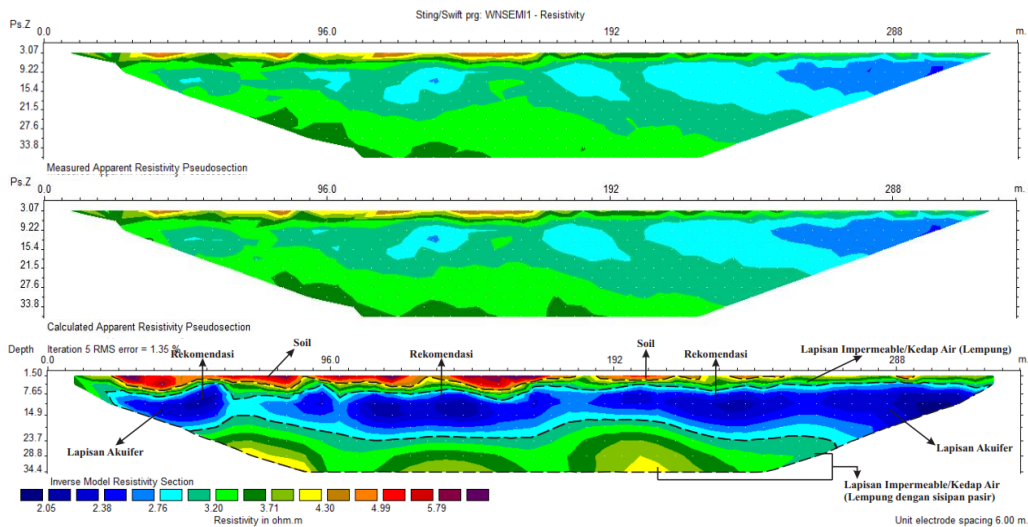 Sting/Swift prg: WNSEMI1 - Resistivity
Ps.Z 0.0 96.0 192 288 m.
3.07
9.22
15.4
21.5
27.6
33.8
Measured Apparent Resistivity Pseudosection
Ps.Z 0.0 96.0 192 288 m.
3.07
9.22
15.4
21.5
27.6
33.8
Calculated Apparent Resistivity Pseudosection
Depth Iteration 5 RMS error = 1.35 %
Rekomendasi
Soil
Rekomendasi
Soil
Rekomendasi
Lapisan Impermeable/Kedap Air (Lempung)
0.0 96.0 192 288 m.
1.50
7.65
14.9
23.7
28.8
34.4
Lapisan Akuifer
Lapisan Akuifer
Lapisan Impermeable/Kedap Air
(Lempung dengan sisipan pasir)
Inverse Model Resistivity Section
2.05 2.38 2.76 3.20 3.71 4.30 4.99 5.79
Resistivity in ohm.m
Unit electrode spacing 6.00 m.